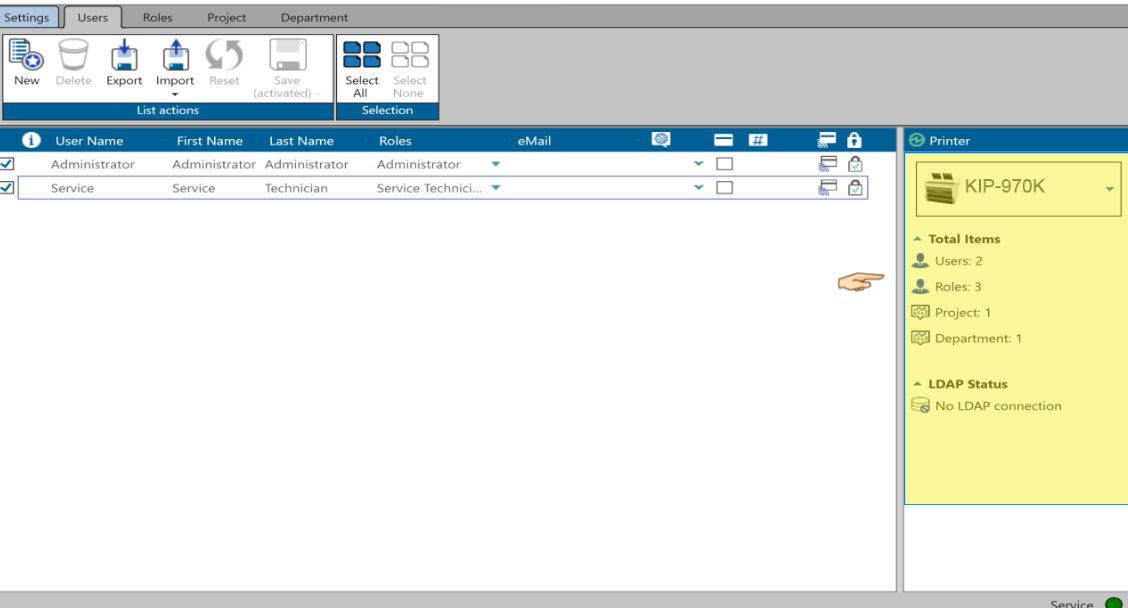 Settings Users Roles Project Department
New Delete Export Import Reset Save (activated) Select All Select None
List actions Selection
User Name First Name Last Name Roles eMail #
Administrator Administrator Administrator Administrator
Service Service Technician Service Technici...
Printer
KIP-970K
Total Items
Users: 2
Roles: 3
Project: 1
Department: 1
LDAP Status
No LDAP connection
Service